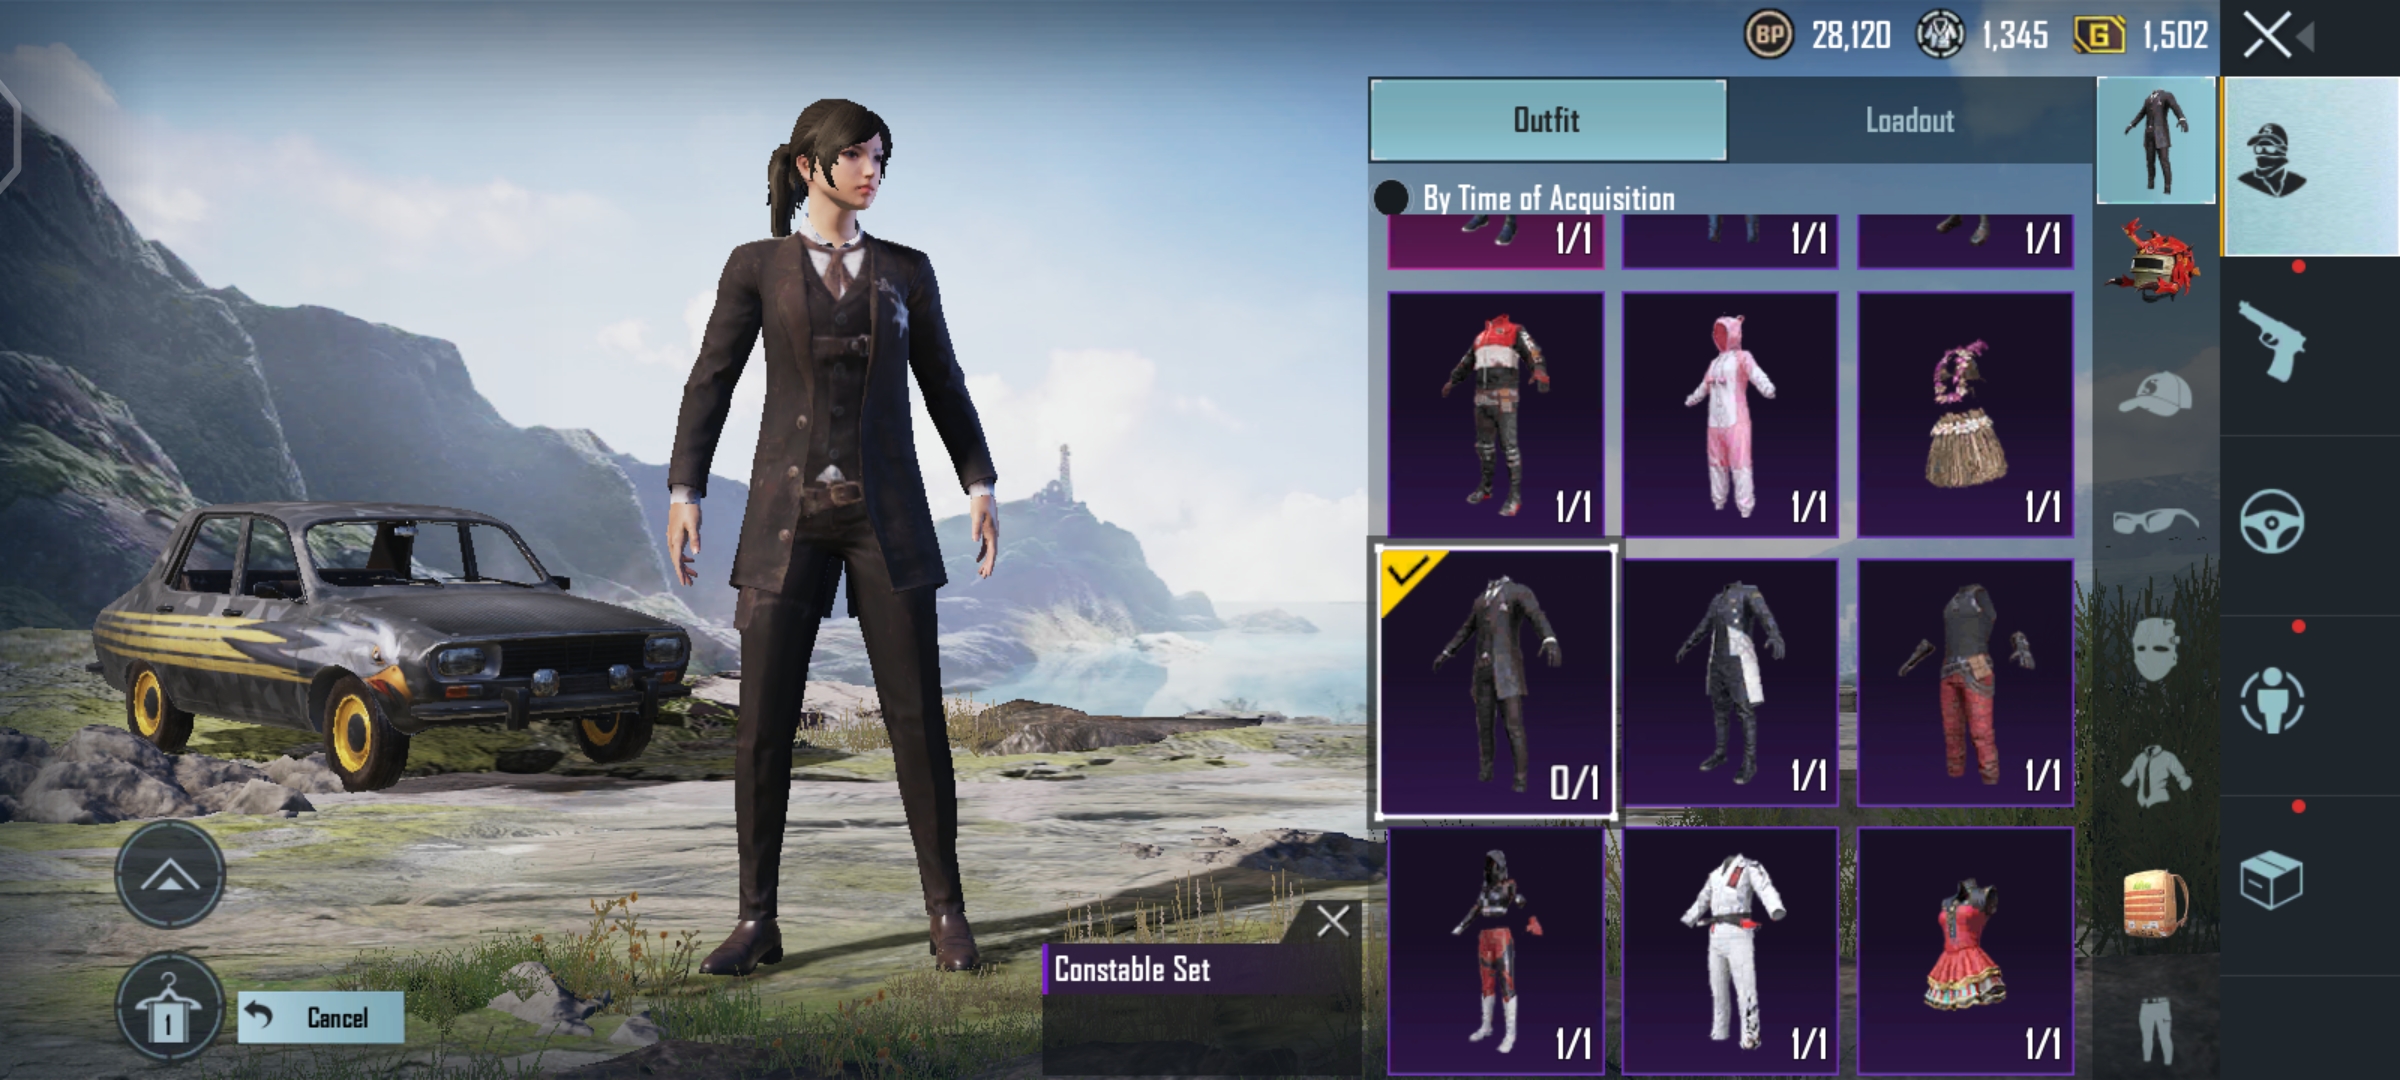 BP 28,120 1,345 G 1,502
Outfit Loadout
By Time of Acquisition
1/1 1/1 1/1
1/1 1/1 1/1
0/1 1/1 1/1
1/1 1/1 1/1
Constable Set
1 Cancel